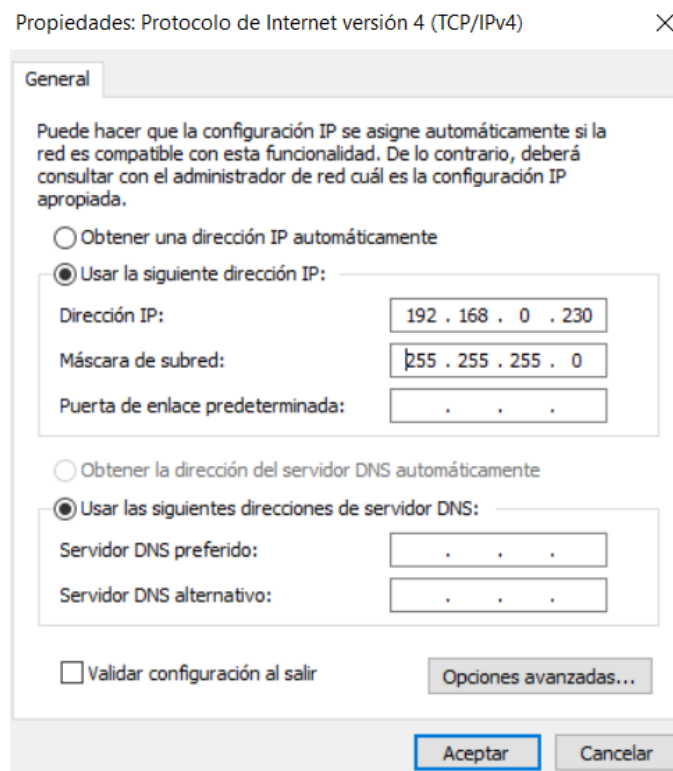 Propiedades: Protocolo de Internet versión 4 (TCP/IPv4)
General
Puede hacer que la configuración IP se asigne automáticamente si la
red es compatible con esta funcionalidad. De lo contrario, deberá
consultar con el administrador de red cuál es la configuración IP
apropiada.
Obtener una dirección IP automáticamente
Usar la siguiente dirección IP:
Dirección IP: 192 . 168 . 0 . 230
Máscara de subred: 255 . 255 . 255 . 0
Puerta de enlace predeterminada: . . .
Obtener la dirección del servidor DNS automáticamente
Usar las siguientes direcciones de servidor DNS:
Servidor DNS preferido: . . .
Servidor DNS alternativo: . . .
Validar configuración al salir
Opciones avanzadas...
Aceptar Cancelar